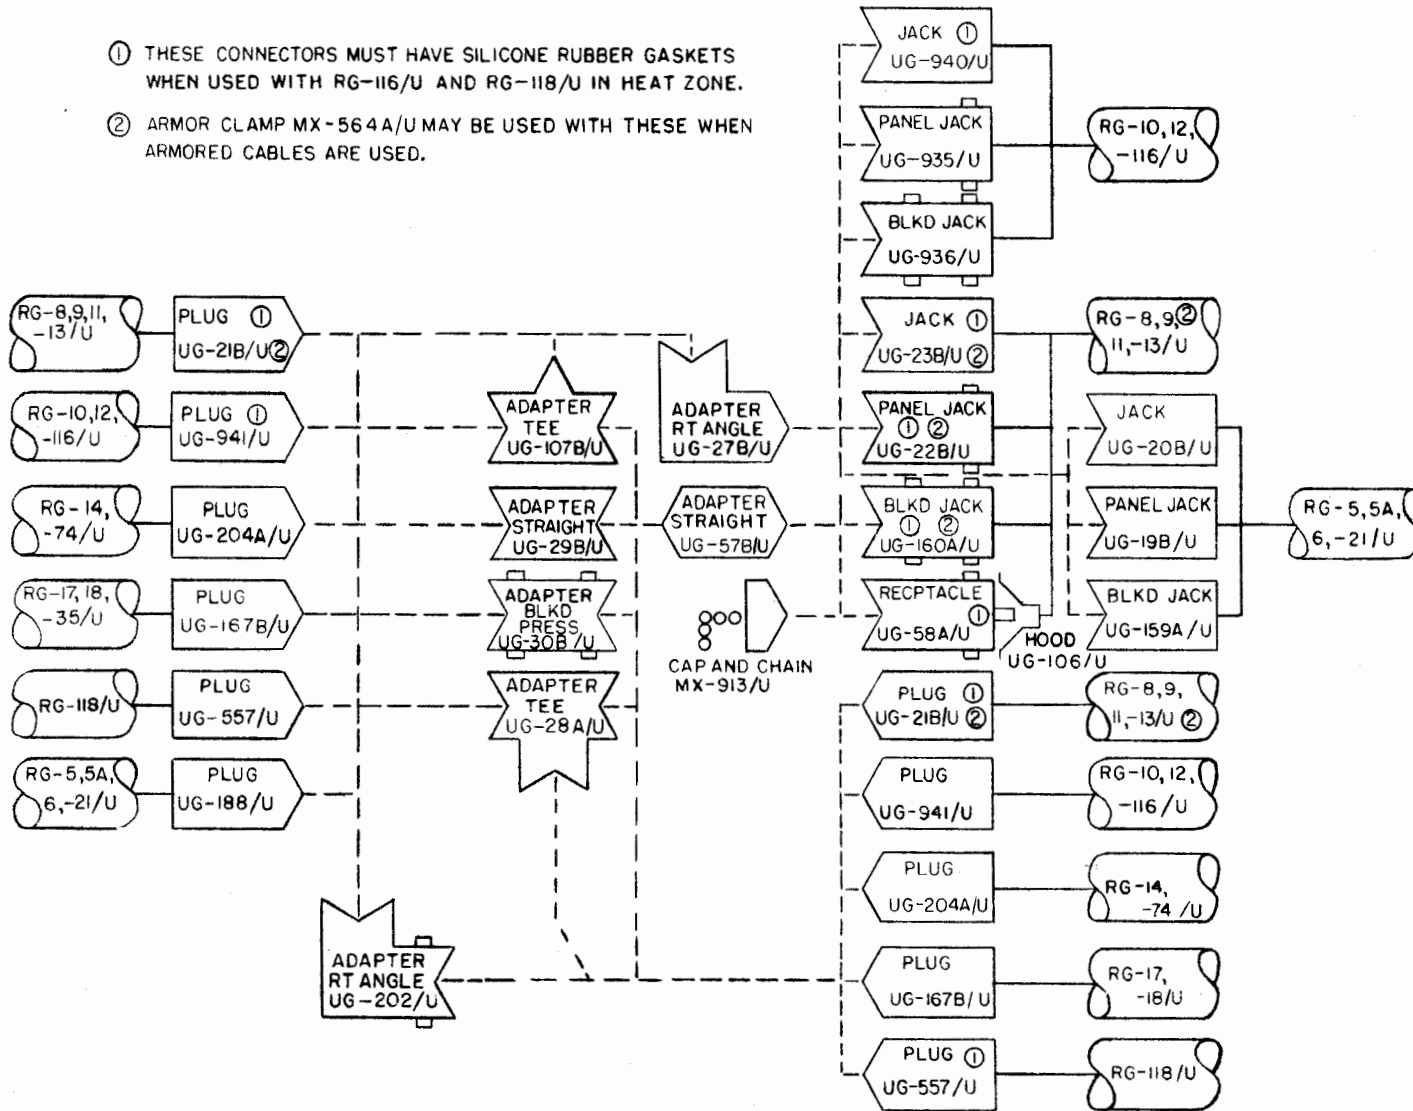 ① THESE CONNECTORS MUST HAVE SILICONE RUBBER GASKETS
WHEN USED WITH RG-116/U AND RG-118/U IN HEAT ZONE.
② ARMOR CLAMP MX-564A/U MAY BE USED WITH THESE WHEN
ARMORED CABLES ARE USED.
RG-8,9,11,
-13/U
PLUG ①
UG-21B/U②
RG-10,12,
-116/U
PLUG ①
UG-941/U
RG-14,
-74/U
PLUG
UG-204A/U
RG-17,18,
-35/U
PLUG
UG-167B/U
RG-118/U
PLUG
UG-557/U
RG-5,5A,
6,-21/U
PLUG
UG-188/U
ADAPTER
RT ANGLE
UG-202/U
ADAPTER
TEE
UG-107B/U
ADAPTER
STRAIGHT
UG-29B/U
ADAPTER
BLKD
PRESS
UG-30B/U
ADAPTER
TEE
UG-28A/U
ADAPTER
RT ANGLE
UG-27B/U
ADAPTER
STRAIGHT
UG-57B/U
CAP AND CHAIN
MX-913/U
JACK ①
UG-940/U
PANEL JACK
UG-935/U
BLKD JACK
UG-936/U
RG-10,12,
-116/U
JACK ①
UG-23B/U ②
PANEL JACK
① ②
UG-22B/U
BLKD JACK
① ②
UG-160A/U
RECPTACLE
①
UG-58A/U
HOOD
UG-106/U
RG-8,9,②
11,-13/U
JACK
UG-20B/U
PANEL JACK
UG-19B/U
BLKD JACK
UG-159A/U
RG-5,5A,
6,-21/U
PLUG ①
UG-21B/U ②
RG-8,9,
11,-13/U ②
PLUG
UG-941/U
RG-10,12,
-116/U
PLUG
UG-204A/U
RG-14,
-74/U
PLUG
UG-167B/U
RG-17,
-18/U
PLUG ①
UG-557/U
RG-118/U